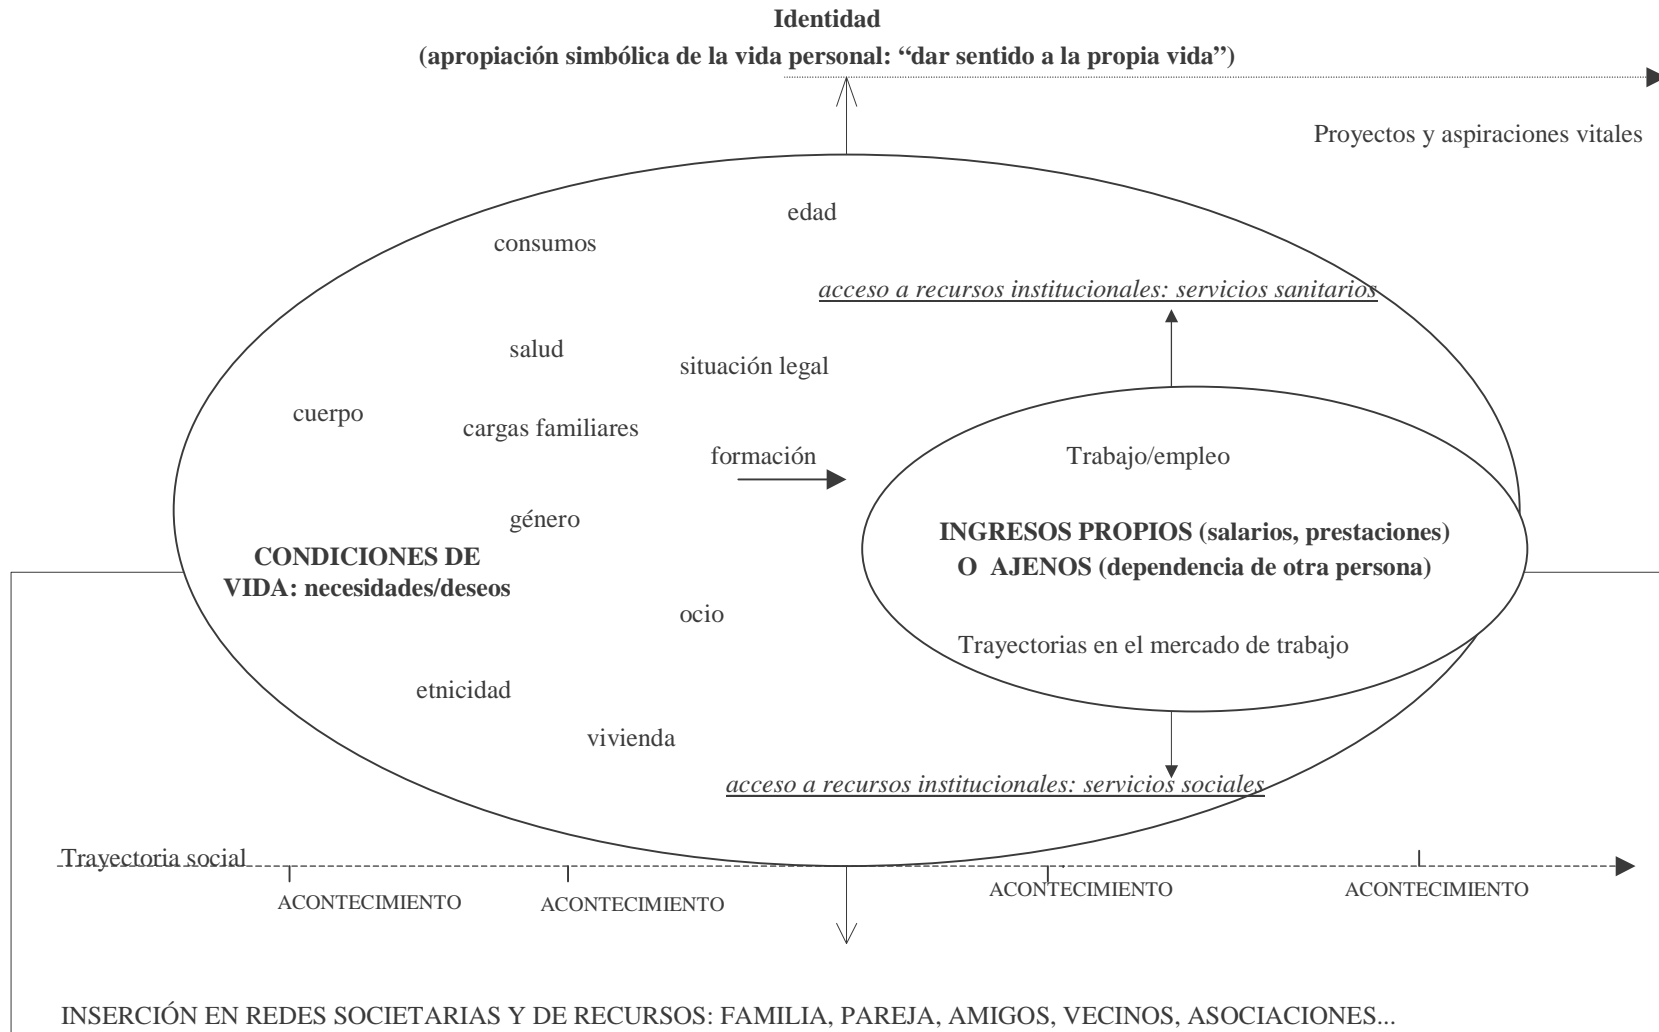 Identidad
(apropiación simbólica de la vida personal: “dar sentido a la propia vida”)
Proyectos y aspiraciones vitales
edad
consumos
acceso a recursos institucionales: servicios sanitarios
salud
situación legal
cuerpo
cargas familiares
formación
Trabajo/empleo
género
INGRESOS PROPIOS (salarios, prestaciones)
O AJENOS (dependencia de otra persona)
CONDICIONES DE
VIDA: necesidades/deseos
ocio
Trayectorias en el mercado de trabajo
etnicidad
vivienda
acceso a recursos institucionales: servicios sociales
Trayectoria social
ACONTECIMIENTO
ACONTECIMIENTO
ACONTECIMIENTO
ACONTECIMIENTO
INSERCIÓN EN REDES SOCIETARIAS Y DE RECURSOS: FAMILIA, PAREJA, AMIGOS, VECINOS, ASOCIACIONES...